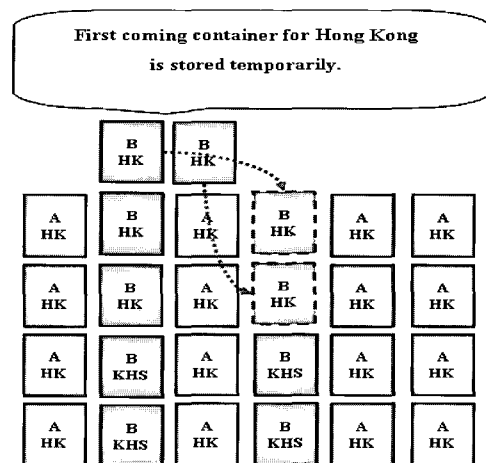 First coming container for Hong Kong
is stored temporarily.
B B
HK HK
A B A B A A
HK HK HK HK HK HK
A B A B A A
HK HK HK HK HK HK
A B A B A A
HK KHS HK KHS HK HK
A B A B A A
HK KHS HK KHS HK HK